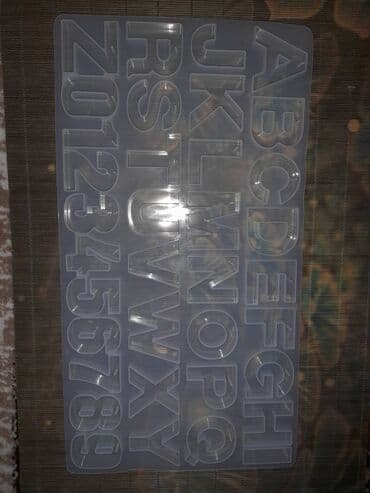 ABCDEFGHI
JKLMNOPQ
RSTUVWXY
Z0123456789